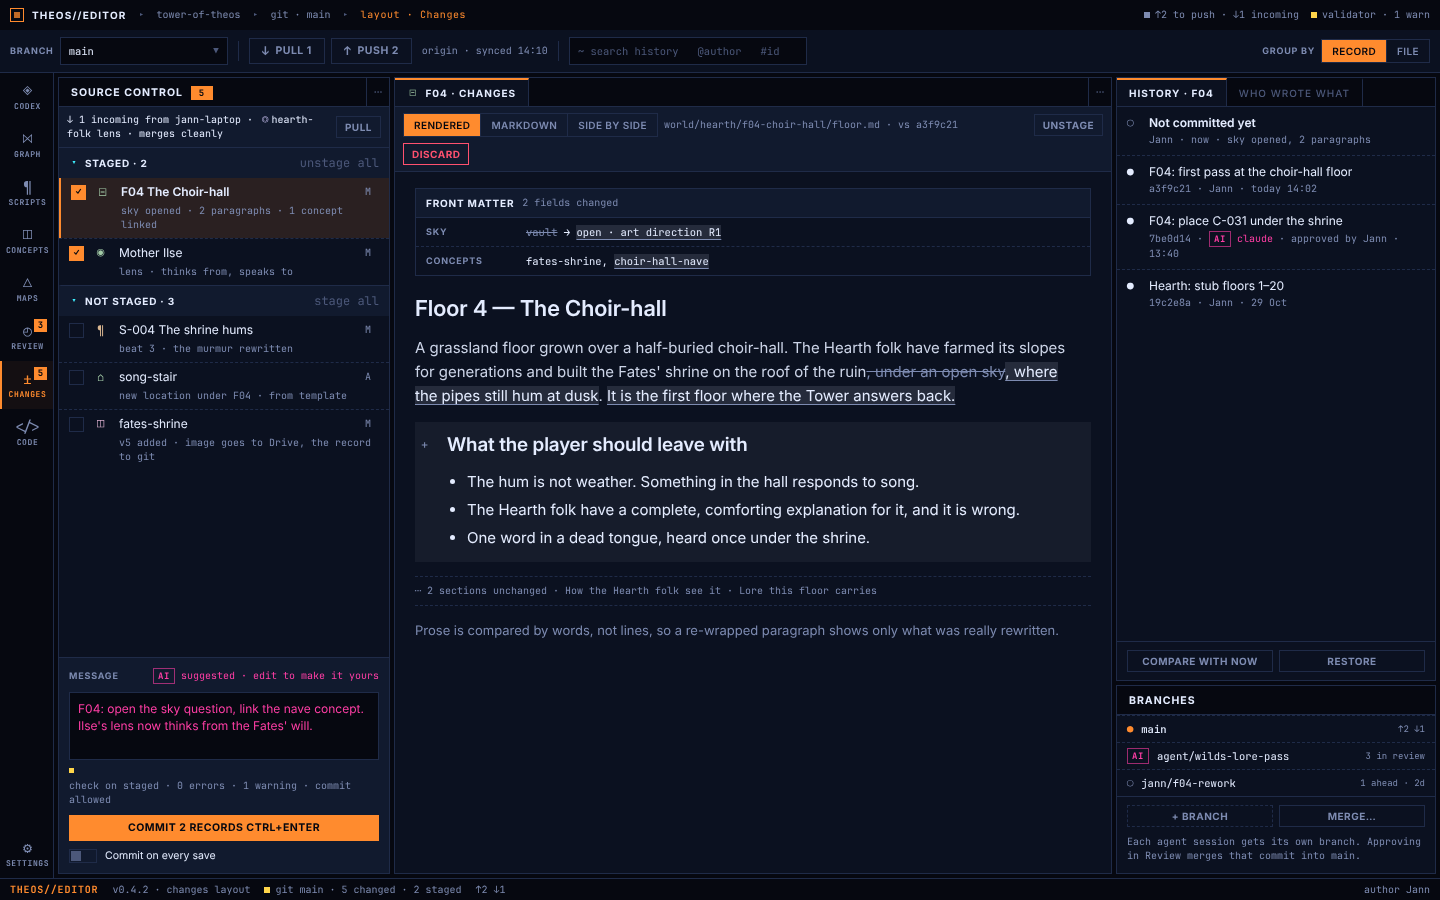 THEOS//EDITOR ▸ tower-of-theos ▸ git · main ▸ layout · Changes
↑2 to push · ↓1 incoming validator · 1 warn
BRANCH main ▼ ↓ PULL 1 ↑ PUSH 2 origin · synced 14:10 ~ search history @author #id GROUP BY RECORD FILE
CODEX
GRAPH
SCRIPTS
CONCEPTS
MAPS
3
REVIEW
5
CHANGES
CODE
SETTINGS
SOURCE CONTROL 5 ⋯
↓ 1 incoming from jann-laptop · hearth-
folk lens · merges cleanly
PULL
▾ STAGED · 2 unstage all
F04 The Choir-hall M
sky opened · 2 paragraphs · 1 concept
linked
Mother Ilse M
lens · thinks from, speaks to
▾ NOT STAGED · 3 stage all
¶ S-004 The shrine hums M
beat 3 · the murmur rewritten
song-stair A
new location under F04 · from template
fates-shrine M
v5 added · image goes to Drive, the record
to git
MESSAGE AI suggested · edit to make it yours
F04: open the sky question, link the nave concept.
Ilse's lens now thinks from the Fates' will.
check on staged · 0 errors · 1 warning · commit
allowed
COMMIT 2 RECORDS CTRL+ENTER
Commit on every save
F04 · CHANGES ⋯
RENDERED MARKDOWN SIDE BY SIDE world/hearth/f04-choir-hall/floor.md · vs a3f9c21 UNSTAGE
DISCARD
FRONT MATTER 2 fields changed
SKY vault → open · art direction R1
CONCEPTS fates-shrine, choir-hall-nave
Floor 4 — The Choir-hall
A grassland floor grown over a half-buried choir-hall. The Hearth folk have farmed its slopes
for generations and built the Fates' shrine on the roof of the ruin, under an open sky, where
the pipes still hum at dusk. It is the first floor where the Tower answers back.
+ What the player should leave with
• The hum is not weather. Something in the hall responds to song.
• The Hearth folk have a complete, comforting explanation for it, and it is wrong.
• One word in a dead tongue, heard once under the shrine.
⋯ 2 sections unchanged · How the Hearth folk see it · Lore this floor carries
Prose is compared by words, not lines, so a re-wrapped paragraph shows only what was really rewritten.
HISTORY · F04 WHO WROTE WHAT
Not committed yet
Jann · now · sky opened, 2 paragraphs
F04: first pass at the choir-hall floor
a3f9c21 · Jann · today 14:02
F04: place C-031 under the shrine
7be0d14 · AI claude · approved by Jann ·
13:40
Hearth: stub floors 1–20
19c2e8a · Jann · 29 Oct
COMPARE WITH NOW RESTORE
BRANCHES
main ↑2 ↓1
AI agent/wilds-lore-pass 3 in review
jann/f04-rework 1 ahead · 2d
+ BRANCH MERGE…
Each agent session gets its own branch. Approving
in Review merges that commit into main.
THEOS//EDITOR v0.4.2 · changes layout git main · 5 changed · 2 staged ↑2 ↓1 author Jann